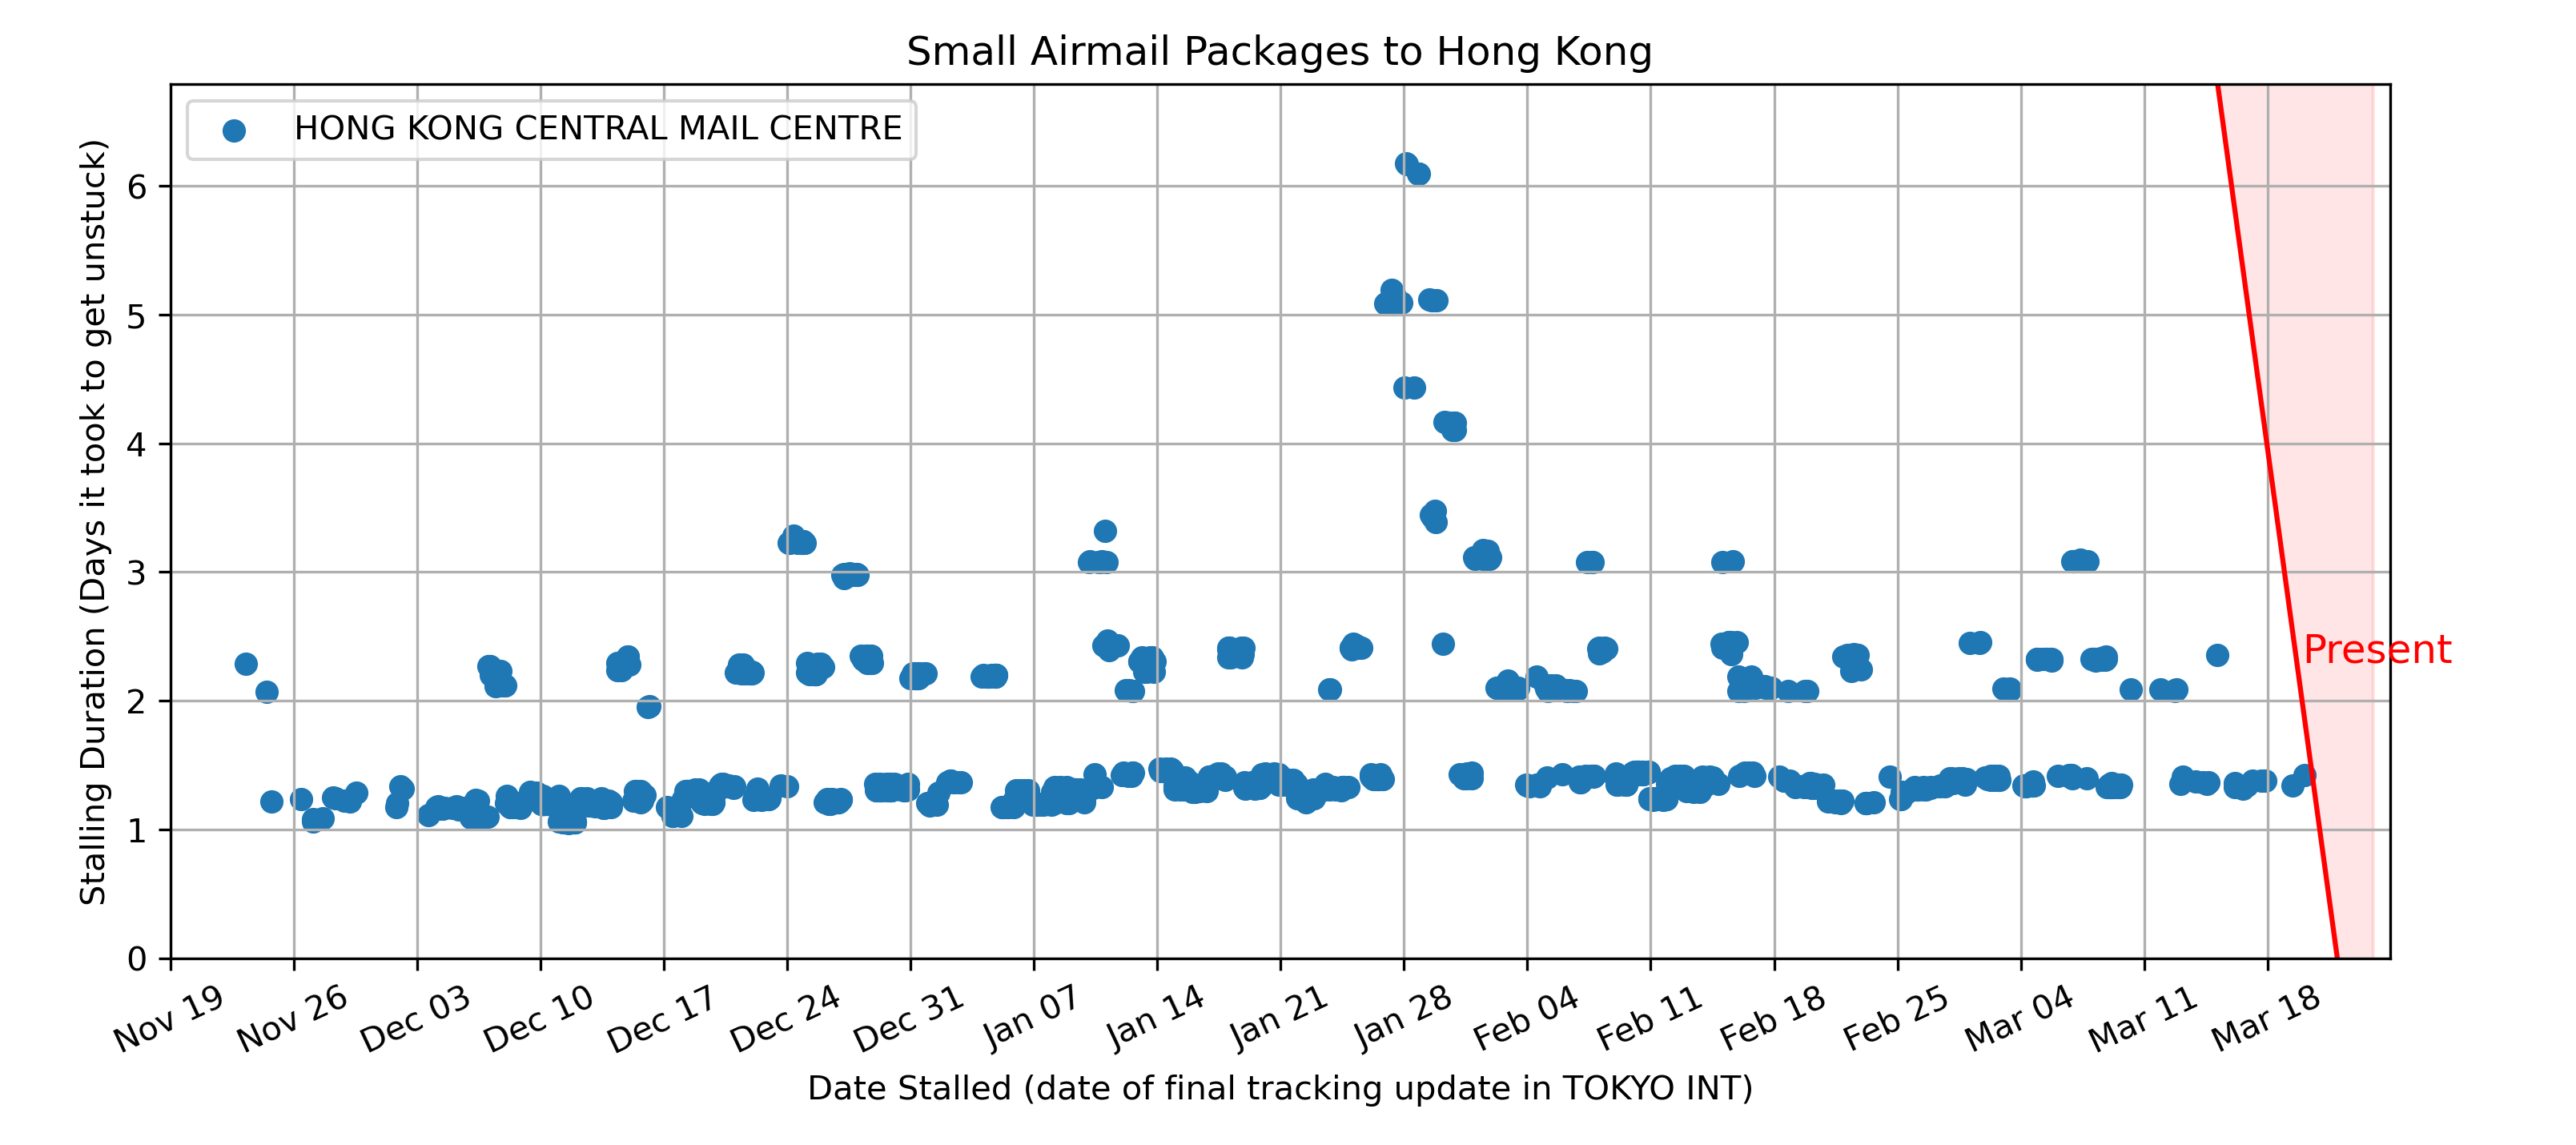 Small Airmail Packages to Hong Kong
HONG KONG CENTRAL MAIL CENTRE
Stalling Duration (Days it took to get unstuck)
6
5
4
3
2
1
0
Present
Nov 19
Nov 26
Dec 03
Dec 10
Dec 17
Dec 24
Dec 31
Jan 07
Jan 14
Jan 21
Jan 28
Feb 04
Feb 11
Feb 18
Feb 25
Mar 04
Mar 11
Mar 18
Date Stalled (date of final tracking update in TOKYO INT)